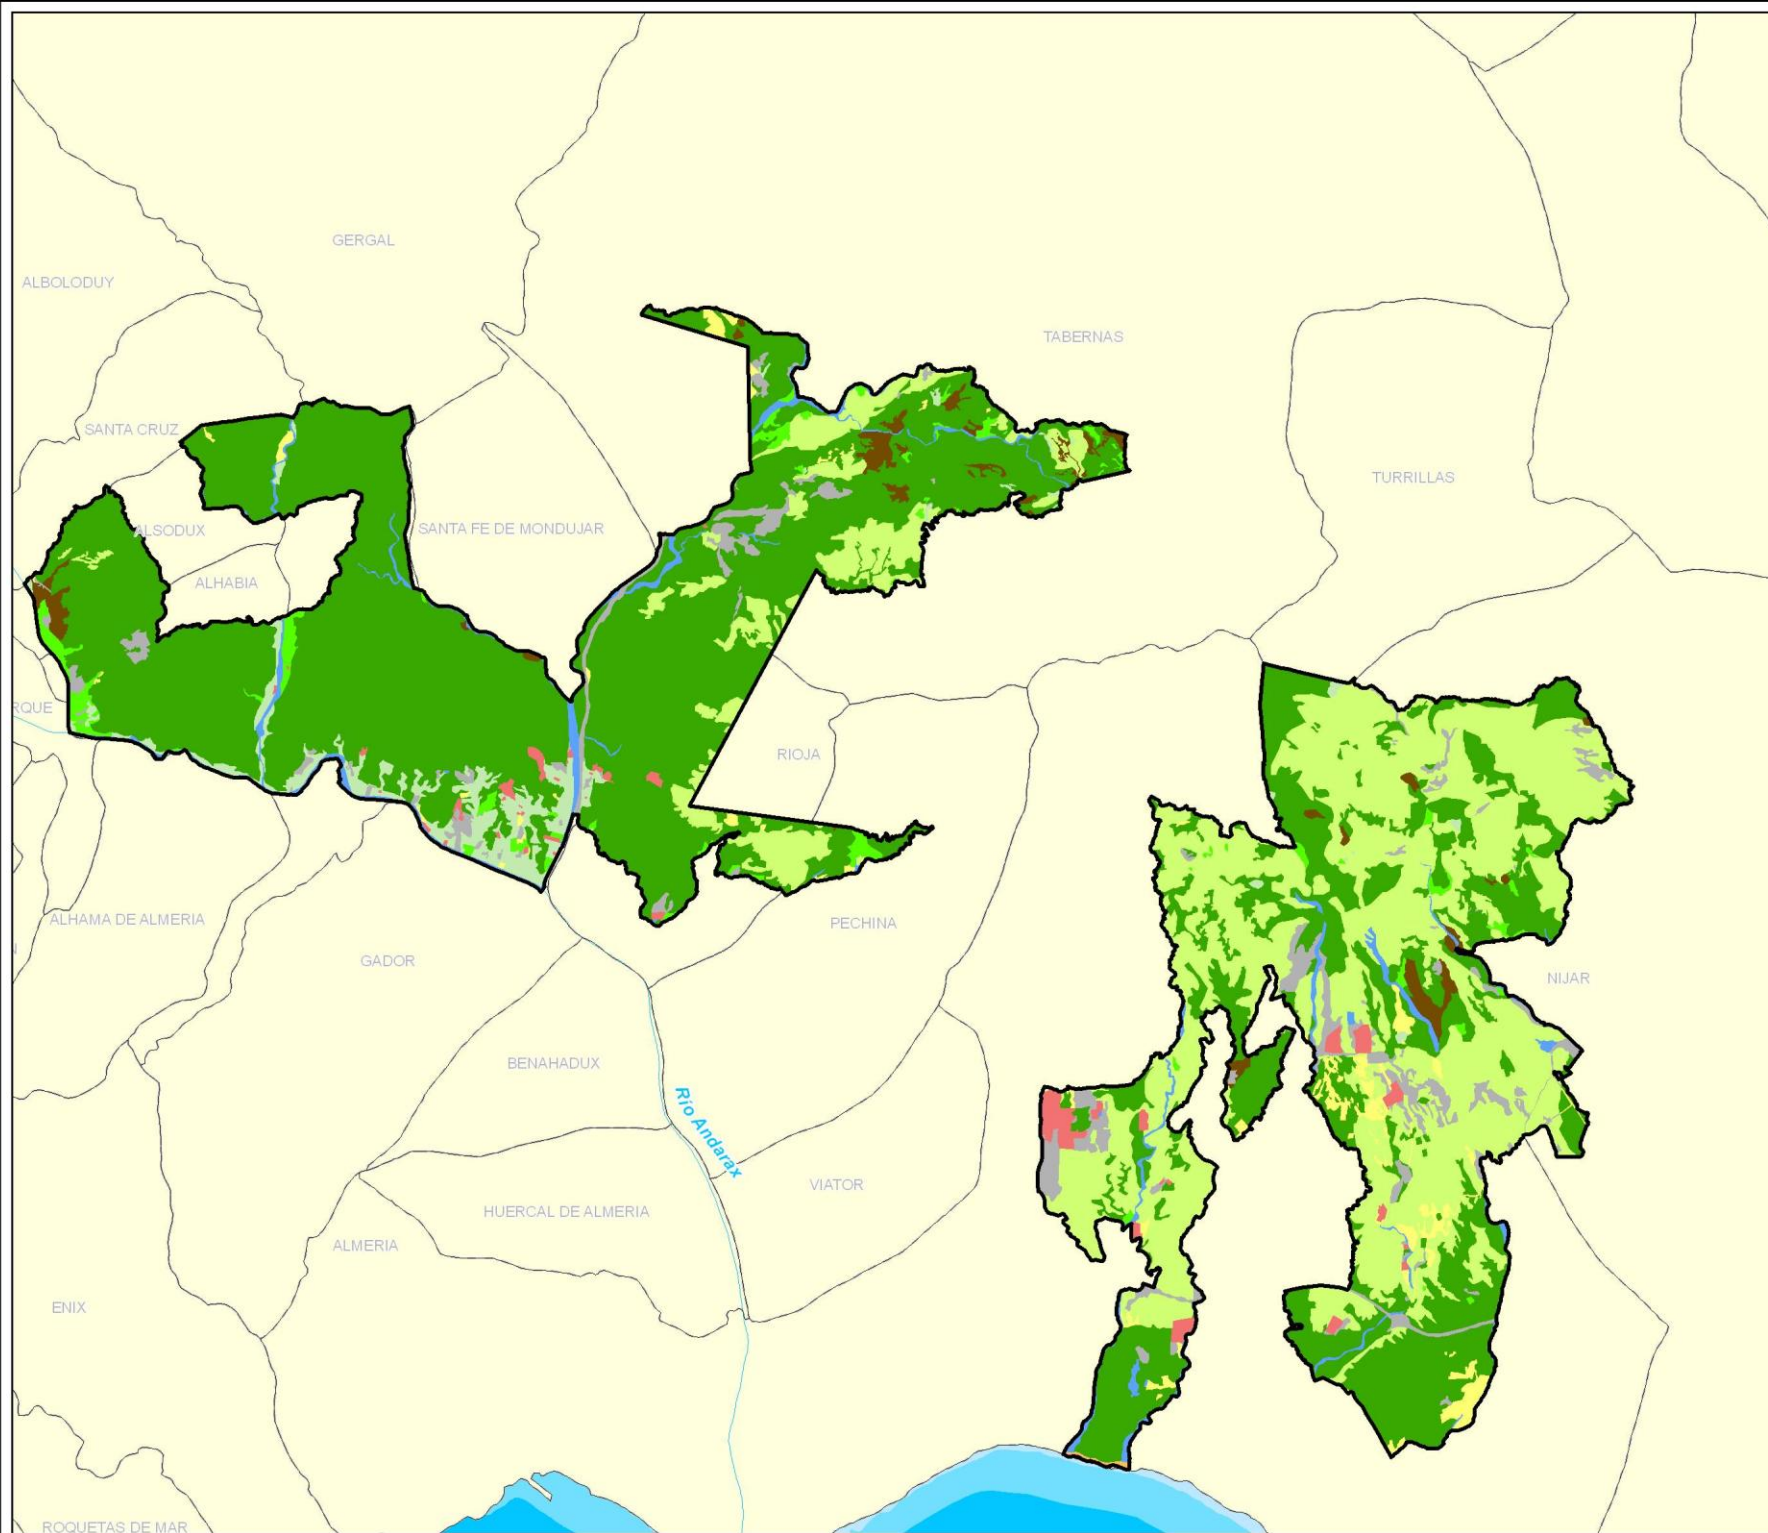 GERGAL
ALBOLODUY
TABERNAS
SANTA CRUZ
TURRILLAS
ALSODUX
SANTA FE DE MONDUJAR
ALHABIA
RQUE
RIOJA
ALHAMA DE ALMERIA
PECHINA
GADOR
NIJAR
BENAHADUX
Río Andarax
VIATOR
HUERCAL DE ALMERIA
ALMERIA
ENIX
ROQUETAS DE MAR